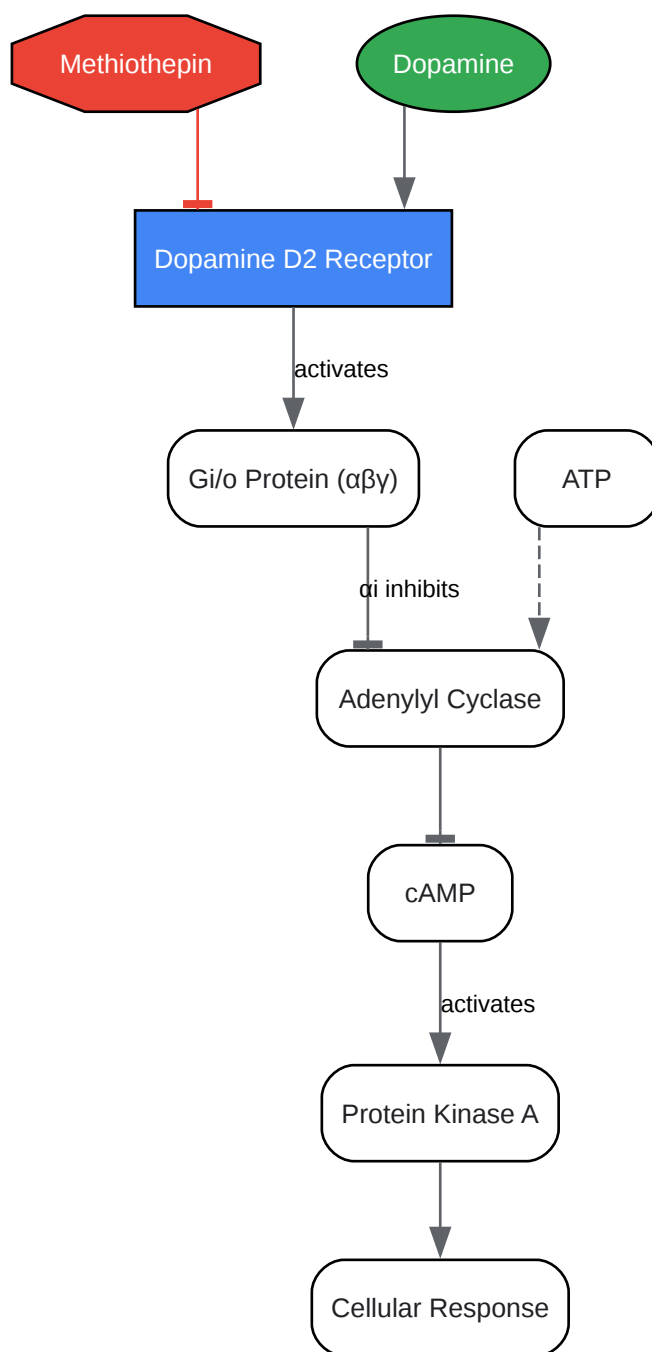 Methiothepin
Dopamine
Dopamine D2 Receptor
activates
Gi/o Protein (αβγ)
ATP
αi inhibits
Adenylyl Cyclase
cAMP
activates
Protein Kinase A
Cellular Response